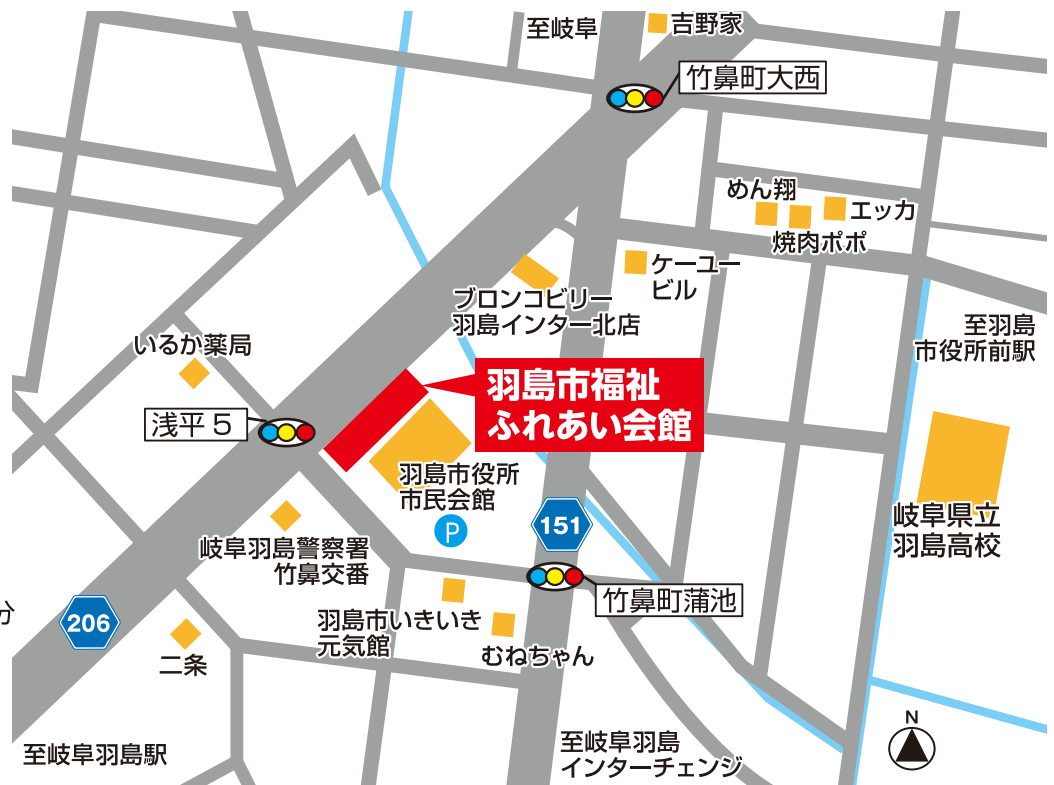 至岐阜
吉野家
竹鼻町大西
めん翔
エッカ
焼肉ポポ
ケーユー
ビル
ブロンコビリー
羽島インター北店
至羽島
市役所前駅
いるか薬局
羽島市福祉
ふれあい会館
浅平5
羽島市役所
市民会館
P
151
岐阜県立
羽島高校
岐阜羽島警察署
竹鼻交番
竹鼻町蒲池
分
206
羽島市いきいき
元気館
むねちゃん
二条
N
至岐阜羽島駅
至岐阜羽島
インターチェンジ